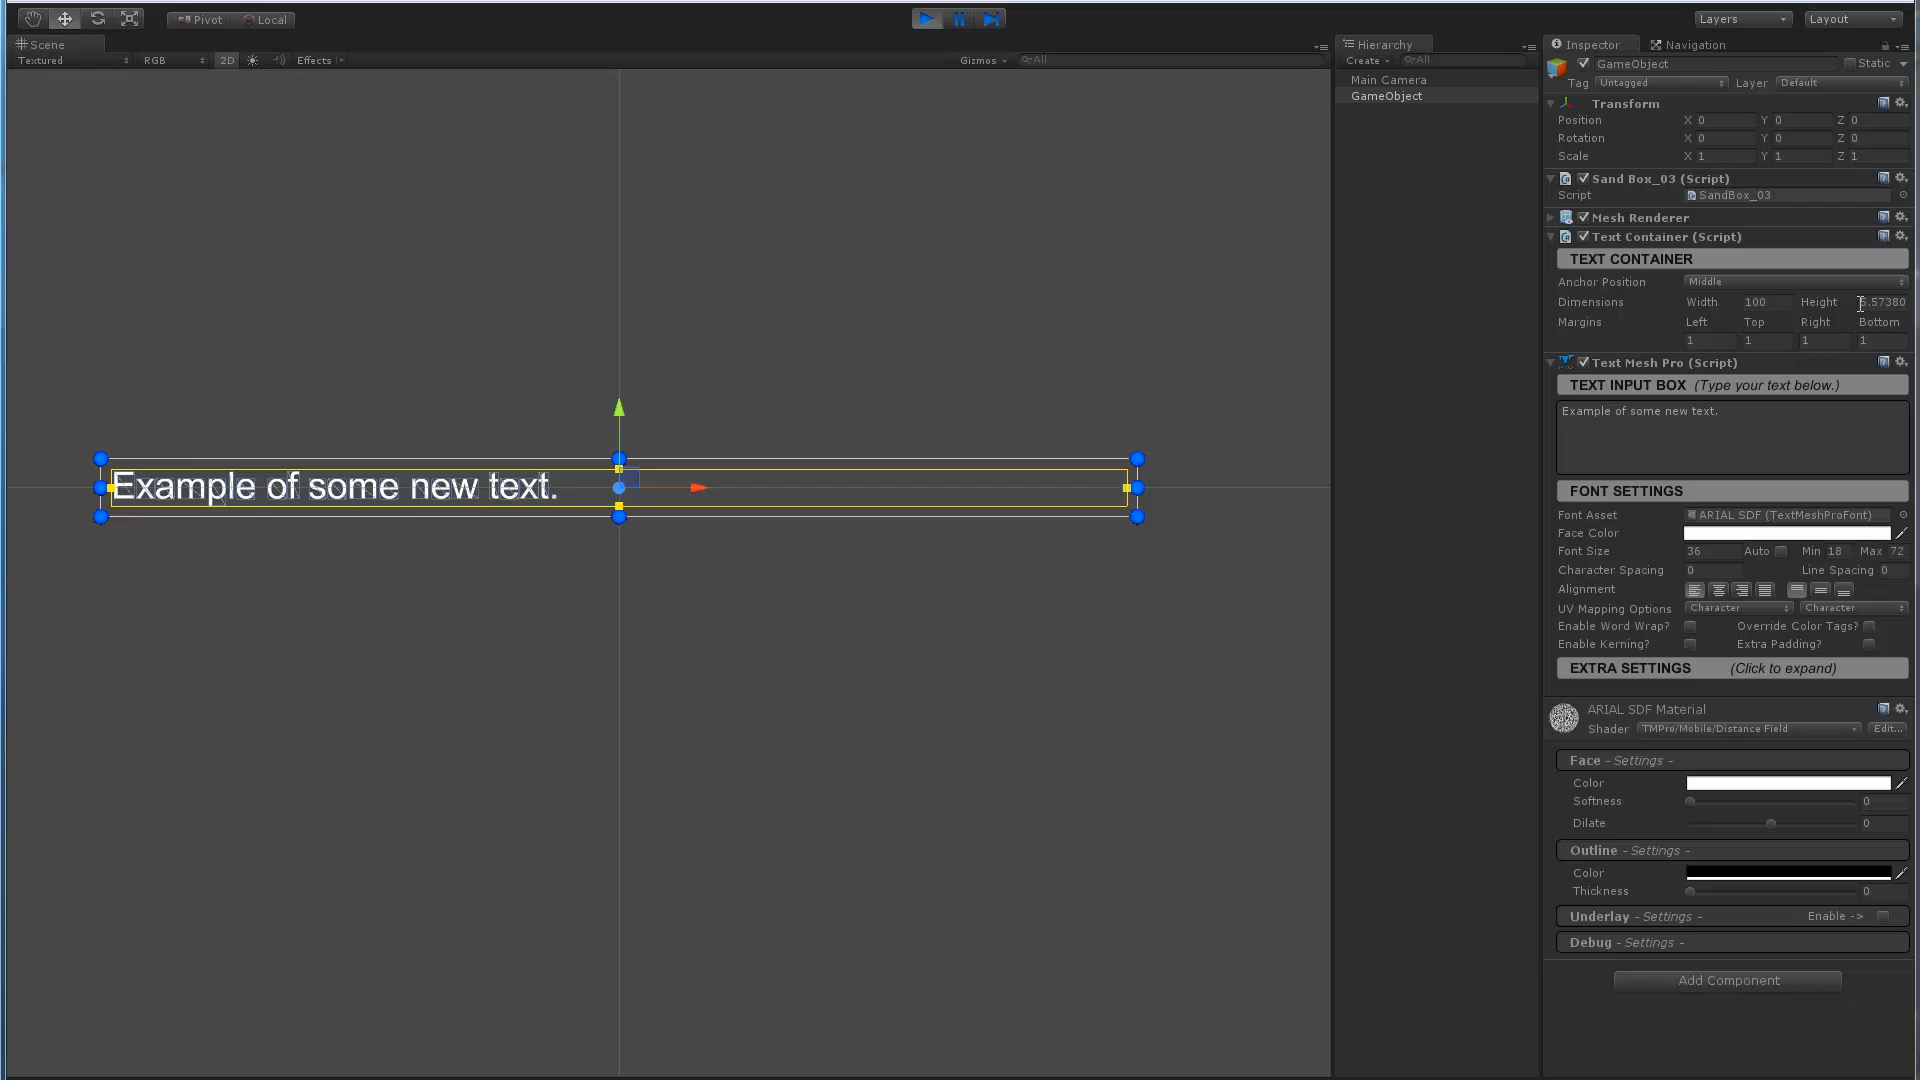 Pivot Local Layers Layout
Scene Hierarchy Inspector Navigation
Textured RGB 2D Effects Gizmos All Create All
GameObject Static
Main Camera
GameObject
Tag Untagged Layer Default
Transform
Position X 0 Y 0 Z 0
Rotation X 0 Y 0 Z 0
Scale X 1 Y 1 Z 1
Sand Box_03 (Script)
Script SandBox_03
Mesh Renderer
Text Container (Script)
TEXT CONTAINER
Anchor Position Middle
Dimensions Width 100 Height
Margins Left Top Right Bottom
1 1 1 1
Text Mesh Pro (Script)
TEXT INPUT BOX (Type your text below.)
Example of some new text.
Example of some new text.
FONT SETTINGS
Font Asset ARIAL SDF (TextMeshProFont)
Face Color
Font Size 36 Auto Min 18 Max 72
Character Spacing 0 Line Spacing 0
Alignment
UV Mapping Options Character Character
Enable Word Wrap? Override Color Tags?
Enable Kerning? Extra Padding?
EXTRA SETTINGS (Click to expand)
ARIAL SDF Material
Shader TMPro/Mobile/Distance Field Edit...
Face - Settings -
Color
Softness 0
Dilate 0
Outline - Settings -
Color
Thickness 0
Underlay - Settings - Enable ->
Debug - Settings -
Add Component